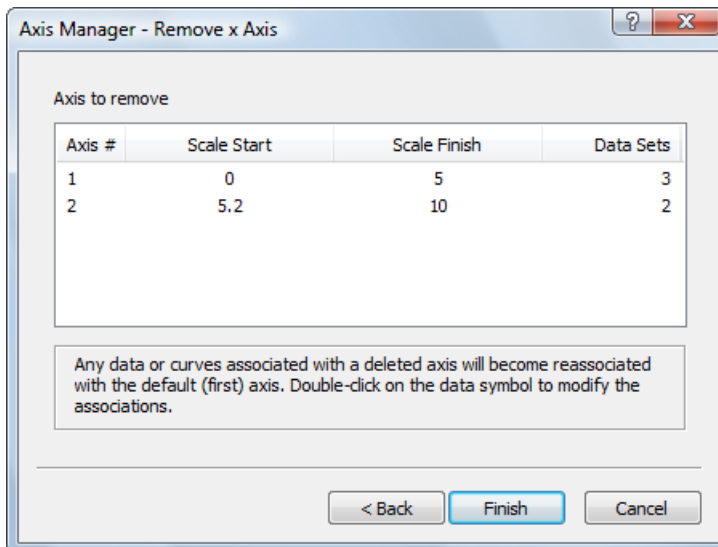 Axis Manager - Remove x Axis
?
X
Axis to remove
Axis # Scale Start Scale Finish Data Sets
1 0 5 3
2 5.2 10 2
Any data or curves associated with a deleted axis will become reassociated
with the default (first) axis. Double-click on the data symbol to modify the
associations.
< Back Finish Cancel